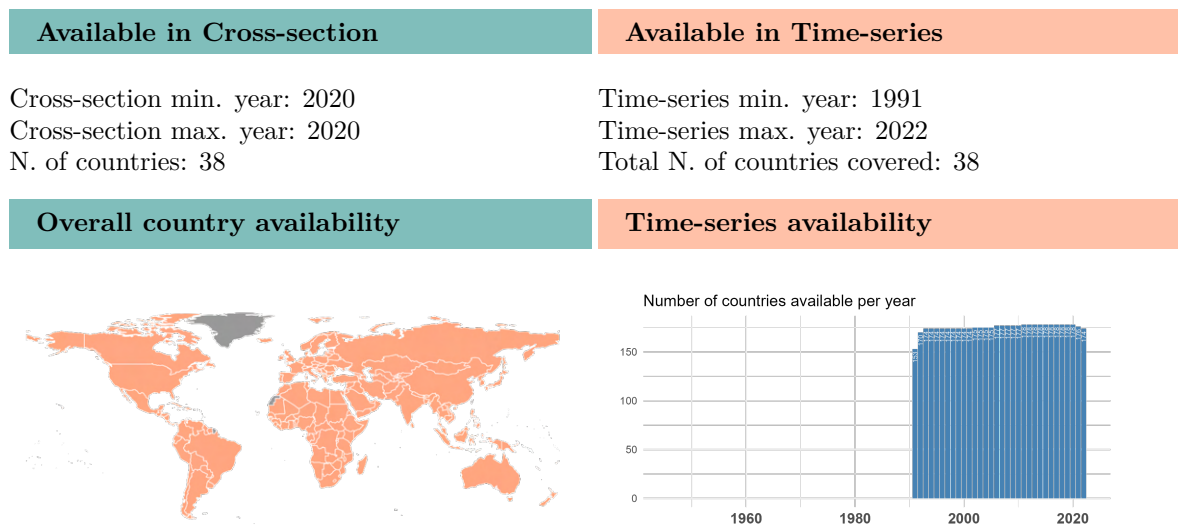 Available in Cross-section
Available in Time-series
Cross-section min. year: 2020
Cross-section max. year: 2020
N. of countries: 38
Time-series min. year: 1991
Time-series max. year: 2022
Total N. of countries covered: 38
Overall country availability
Time-series availability
Number of countries available per year
150
100
50
0
1960
1980
2000
2020